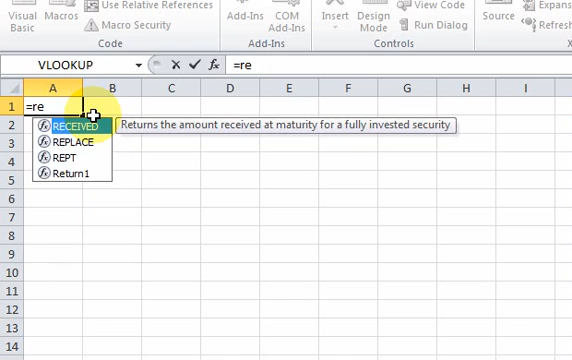 Visual
Basic
Use Relative References
Macro Security
Code
Add-Ins
COM
Add-Ins
Add-Ins
Insert
Design
Mode
View Code
Run Dialog
Controls
Source
Expans
Refresh
VLOOKUP
fx
=re
A B C D E F G H I
1 =re
2
3
4
5
6
7
8
9
10
11
12
13
14
RECEIVED
REPLACE
REPT
Return1
Returns the amount received at maturity for a fully invested security